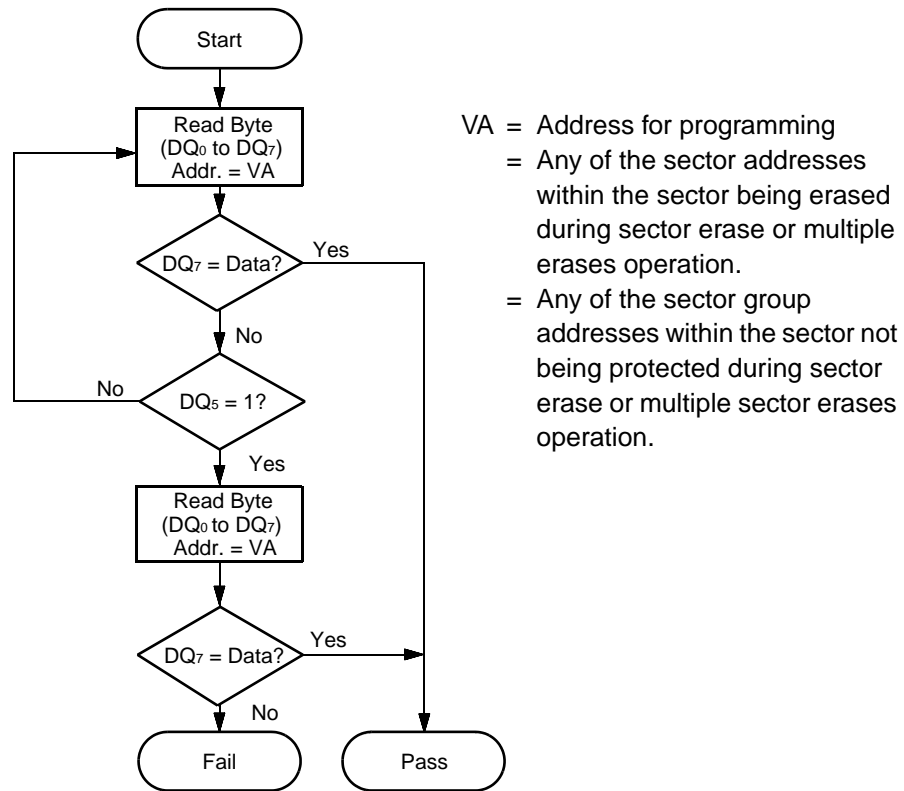 Start
Read Byte
(DQ₀ to DQ₇)
Addr. = VA
DQ₇ = Data?
Yes
No
DQ₅ = 1?
No
Yes
Read Byte
(DQ₀ to DQ₇)
Addr. = VA
DQ₇ = Data?
Yes
No
Fail
Pass
VA = Address for programming
= Any of the sector addresses
within the sector being erased
during sector erase or multiple
erases operation.
= Any of the sector group
addresses within the sector not
being protected during sector
erase or multiple sector erases
operation.